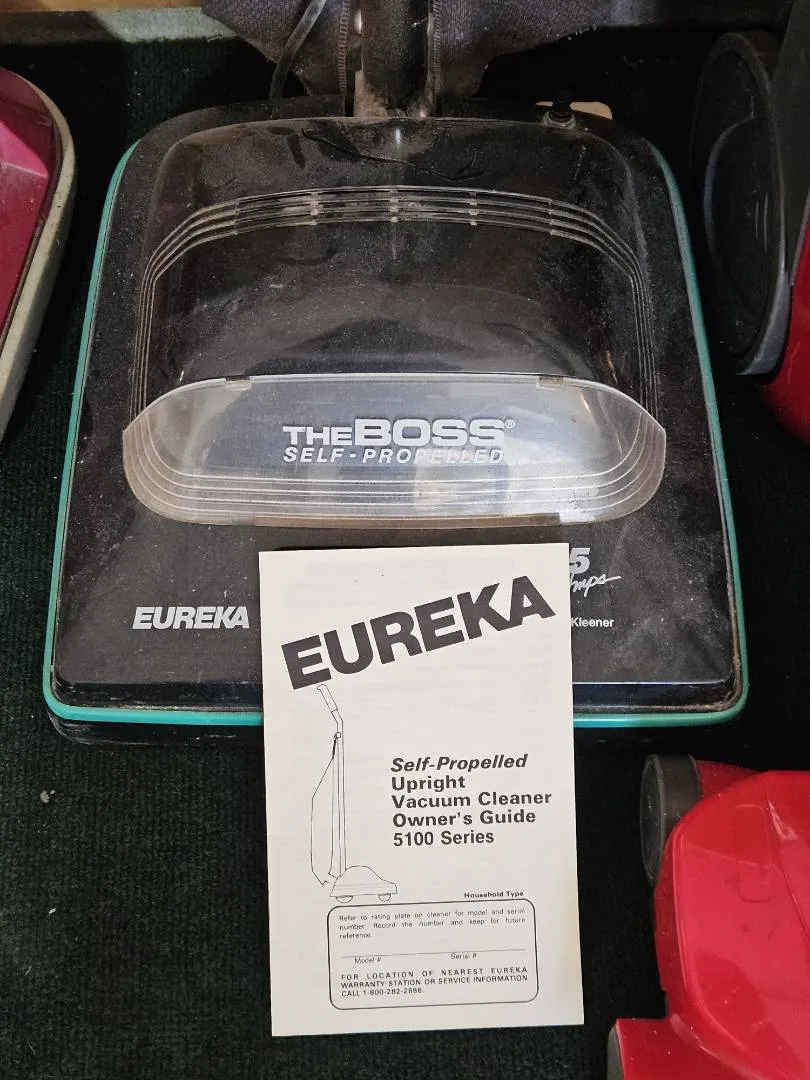 THE BOSS®
SELF-PROPELLED
5
Amps
EUREKA
Kleener
EUREKA
Self-Propelled
Upright
Vacuum Cleaner
Owner's Guide
5100 Series
Household Type
Refer to rating plate on cleaner for model and serial
number. Record the number and keep for future
reference.
Model #
Serial #
FOR LOCATION OF NEAREST EUREKA
WARRANTY STATION OR SERVICE INFORMATION
CALL 1-800-282-2886.